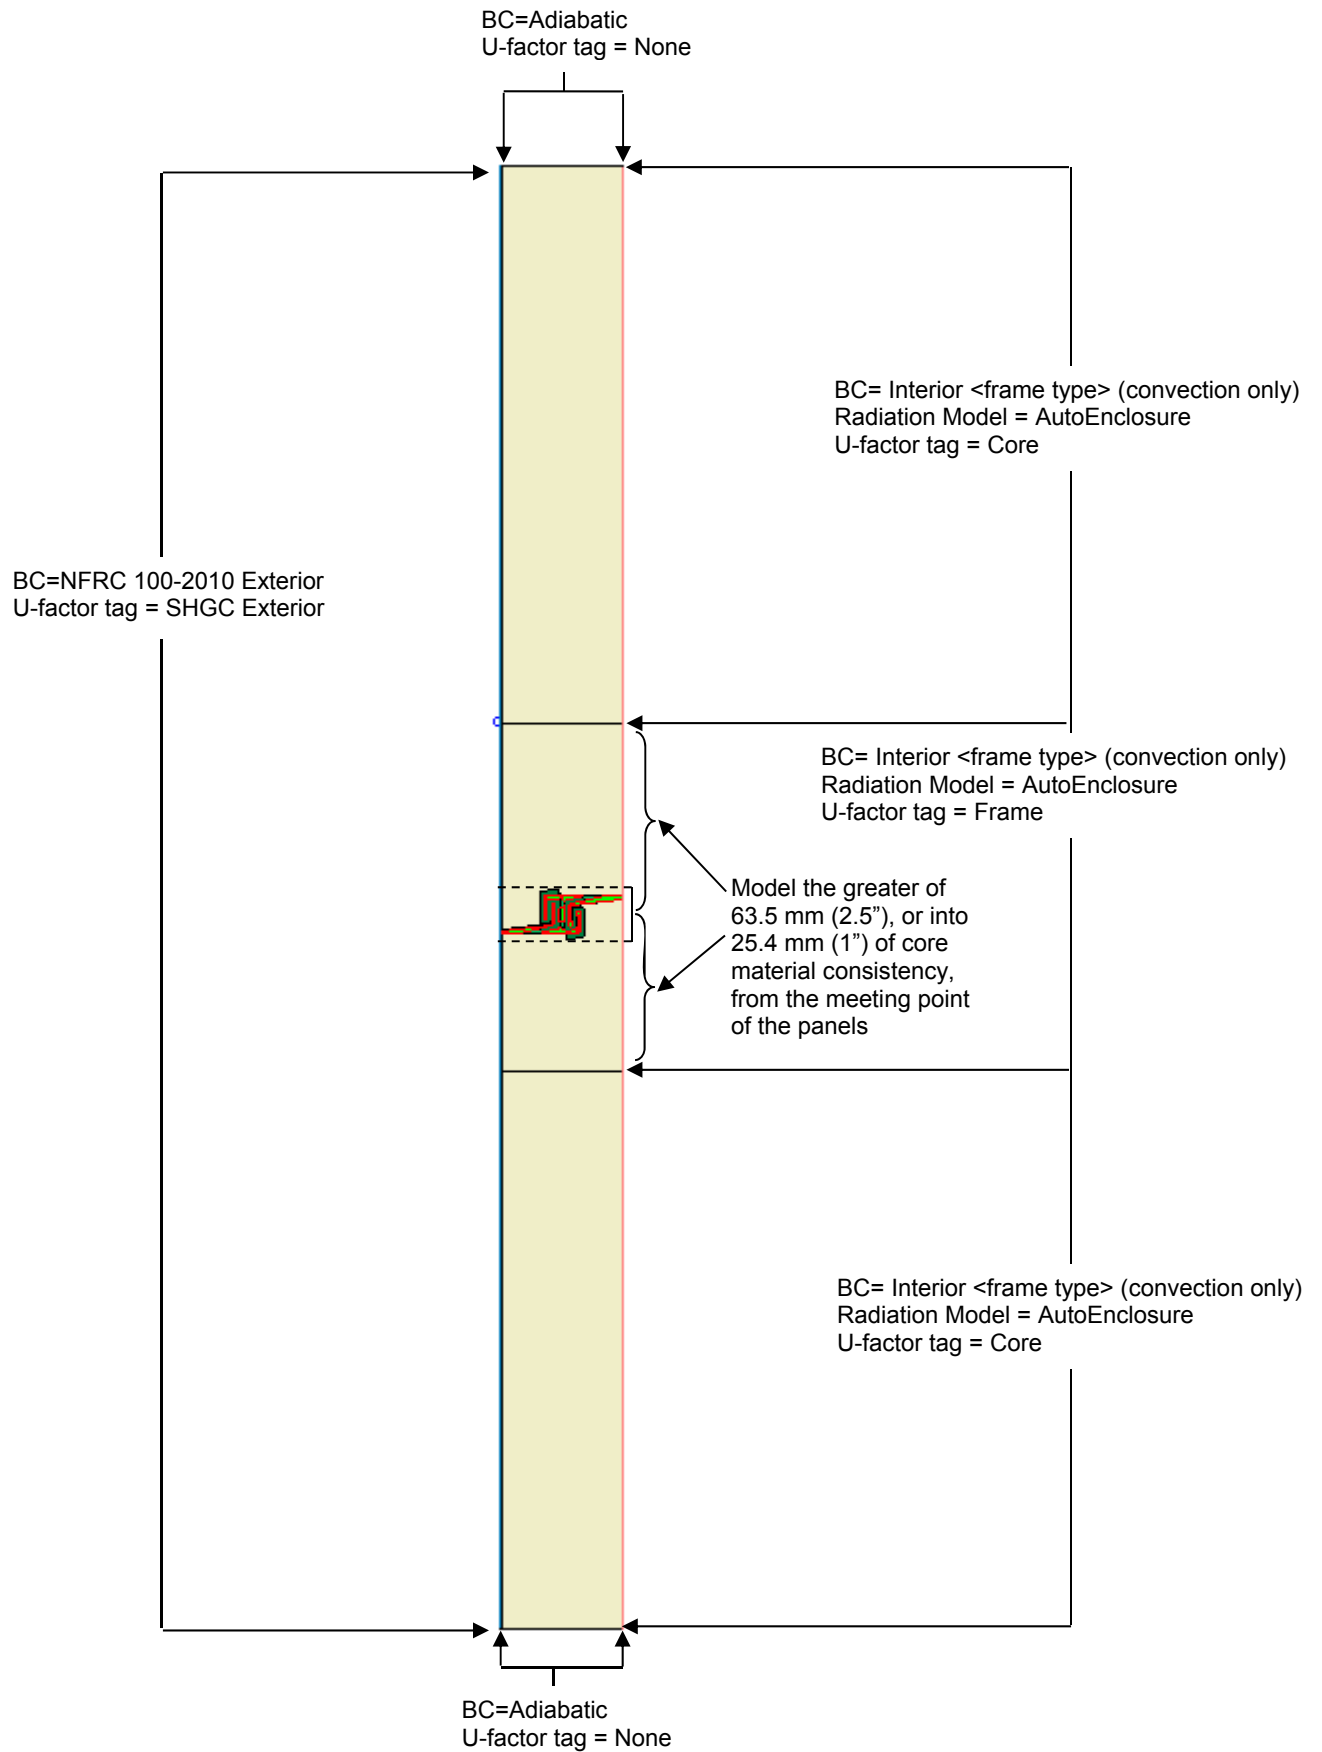 BC=Adiabatic
U-factor tag = None
BC= Interior <frame type> (convection only)
Radiation Model = AutoEnclosure
U-factor tag = Core
BC=NFRC 100-2010 Exterior
U-factor tag = SHGC Exterior
BC= Interior <frame type> (convection only)
Radiation Model = AutoEnclosure
U-factor tag = Frame
Model the greater of
63.5 mm (2.5”), or into
25.4 mm (1”) of core
material consistency,
from the meeting point
of the panels
BC= Interior <frame type> (convection only)
Radiation Model = AutoEnclosure
U-factor tag = Core
BC=Adiabatic
U-factor tag = None